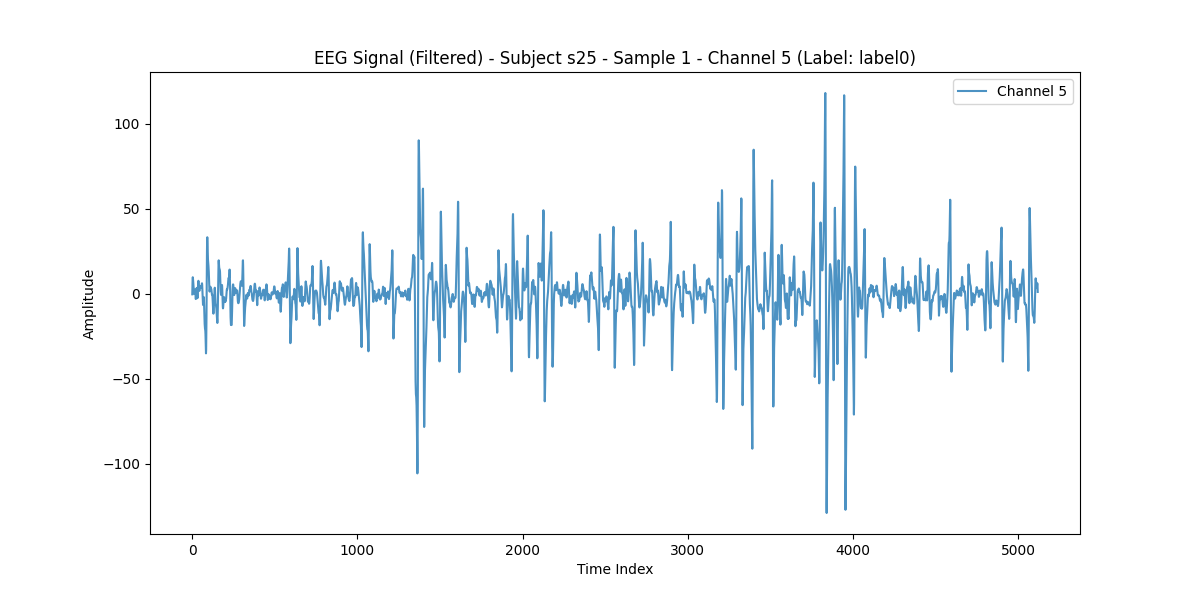 EEG Signal (Filtered) - Subject s25 - Sample 1 - Channel 5 (Label: label0)
Channel 5
100
50
0
−50
−100
Amplitude
0 1000 2000 3000 4000 5000
Time Index